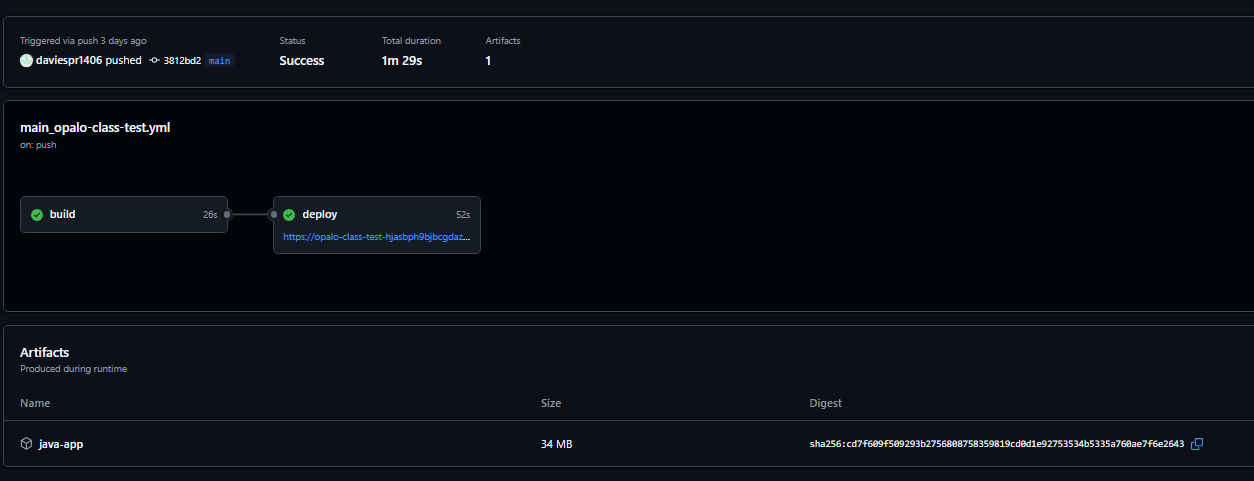 Triggered via push 3 days ago
Status
Total duration
Artifacts
daviespr1406 pushed 3812bd2 main
Success
1m 29s
1
main_opalo-class-test.yml
on: push
build
26s
deploy
52s
https://opalo-class-test-hjasbph9bjbcgdaz...
Artifacts
Produced during runtime
Name
Size
Digest
java-app
34 MB
sha256:cd7f609f509293b2756808758359819cd0d1e92753534b5335a760ae7f6e2643